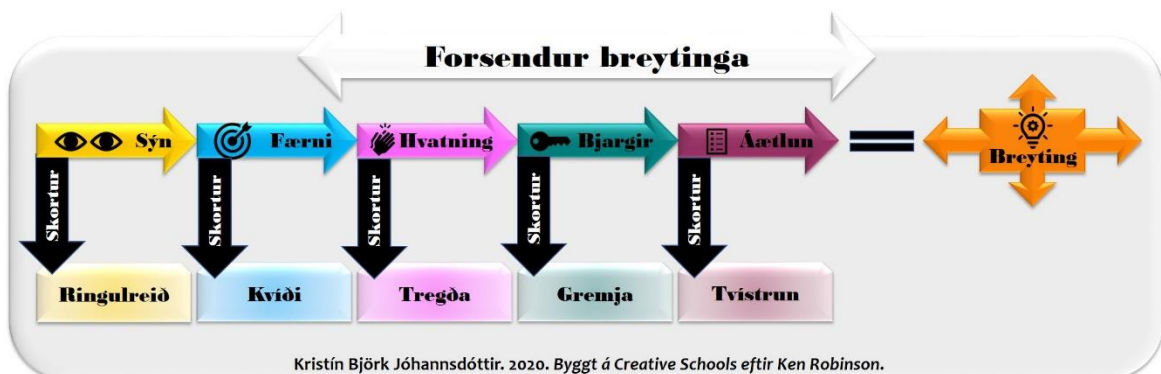 Forsendur breytinga
Sýn
Færni
Hvatning
Bjargir
Áætlun
Breyting
Skortur
Skortur
Skortur
Skortur
Skortur
Ringulreið
Kvíði
Tregða
Gremja
Tvístrun
Kristín Björk Jóhannsdóttir. 2020. Byggt á Creative Schools eftir Ken Robinson.